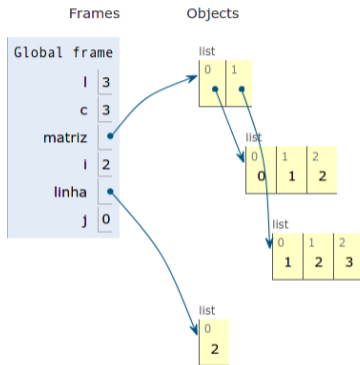 Frames Objects
Global frame
l 3
c 3
matriz
i 2
linha
j 0
list
0 1
list
0 1 2
0 1 2
list
0 1 2
1 2 3
list
0
2